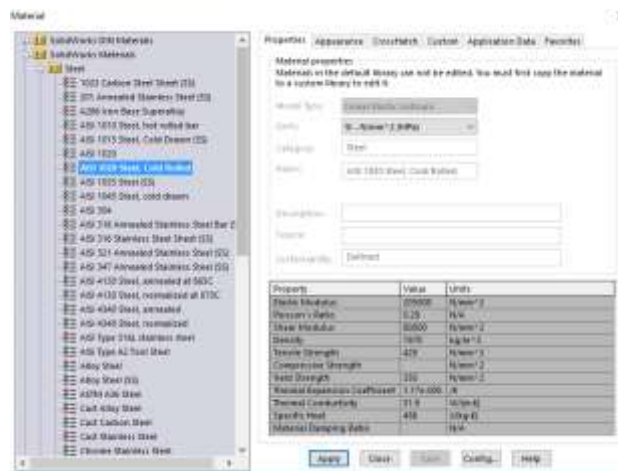 Material
SolidWorks DIN Materials
SolidWorks Materials
Steel
1023 Carbon Steel Sheet (SS)
201 Annealed Stainless Steel (SS)
A286 Iron Base Superalloy
AISI 1010 Steel, hot rolled bar
AISI 1015 Steel, Cold Drawn (SS)
AISI 1020
AISI 1020 Steel, Cold Rolled
AISI 1035 Steel (SS)
AISI 1045 Steel, cold drawn
AISI 304
AISI 316 Annealed Stainless Steel Bar (S
AISI 316 Stainless Steel Sheet (SS)
AISI 321 Annealed Stainless Steel (SS)
AISI 347 Annealed Stainless Steel (SS)
AISI 4130 Steel, annealed at 865C
AISI 4130 Steel, normalized at 870C
AISI 4340 Steel, annealed
AISI 4340 Steel, normalized
AISI Type 316L stainless steel
AISI Type A2 Tool Steel
Alloy Steel
Alloy Steel (SS)
ASTM A36 Steel
Cast Alloy Steel
Cast Carbon Steel
Cast Stainless Steel
Chrome Stainless Steel
Properties Appearance CrossHatch Custom Application Data Favorites
Material properties
Materials in the default library can not be edited. You must first copy the material
to a custom library to edit it.
Model Type: Linear Elastic Isotropic
Units: SI - N/mm^2 (MPa)
Category: Steel
Name: AISI 1020 Steel, Cold Rolled
Description:
Source:
Sustainability: Defined
Property Value Units
Elastic Modulus 205000 N/mm^2
Poisson's Ratio 0.29 N/A
Shear Modulus 80000 N/mm^2
Density 7870 kg/m^3
Tensile Strength 420 N/mm^2
Compressive Strength N/mm^2
Yield Strength 350 N/mm^2
Thermal Expansion Coefficient 1.17e-005 /K
Thermal Conductivity 51.9 W/(m·K)
Specific Heat 486 J/(kg·K)
Material Damping Ratio N/A
Apply Close Save Config... Help